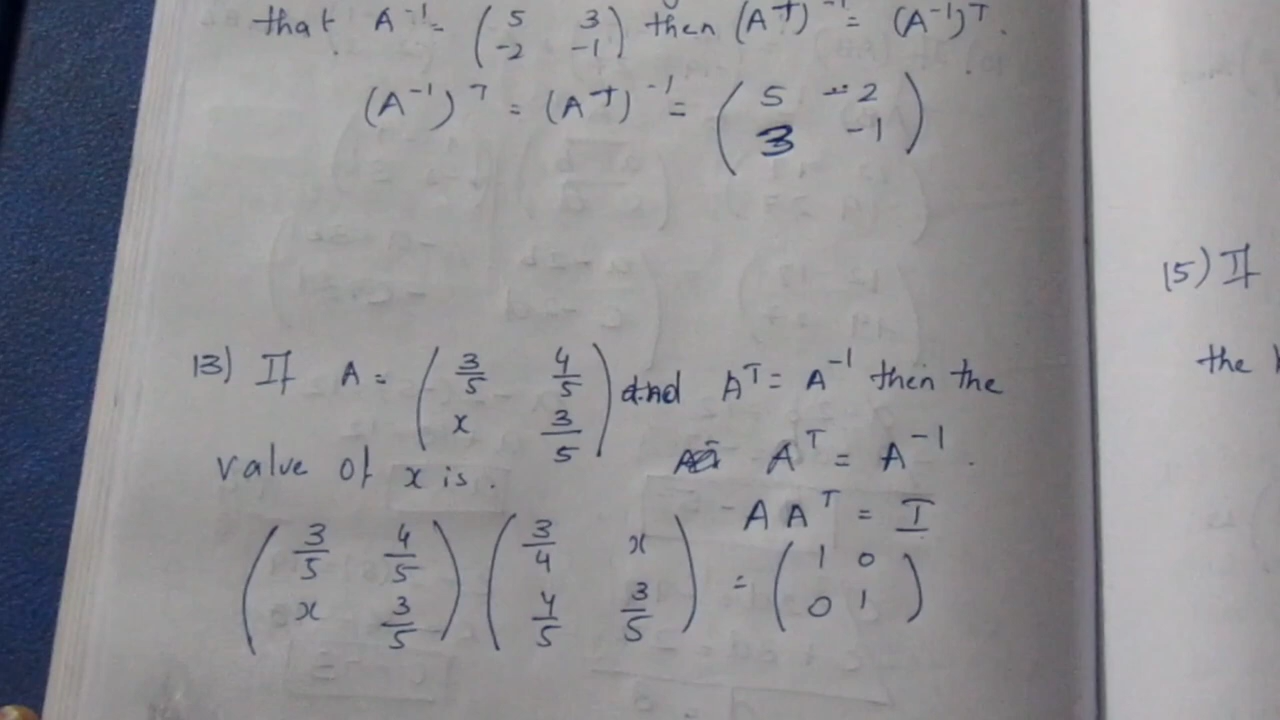 that A⁻¹= (5 3 -2 -1) then (Aᵀ)⁻¹= (A⁻¹)ᵀ.
(A⁻¹)ᵀ = (Aᵀ)⁻¹ = (5 -2 3 -1)
13) If A = (3/5 4/5 x 3/5) and Aᵀ = A⁻¹ then the
value of x is. Aᵀ = A⁻¹.
A Aᵀ = I
(3/5 4/5 x 3/5) (3/4 x 4/5 3/5) = (1 0 0 1)
15) If
the